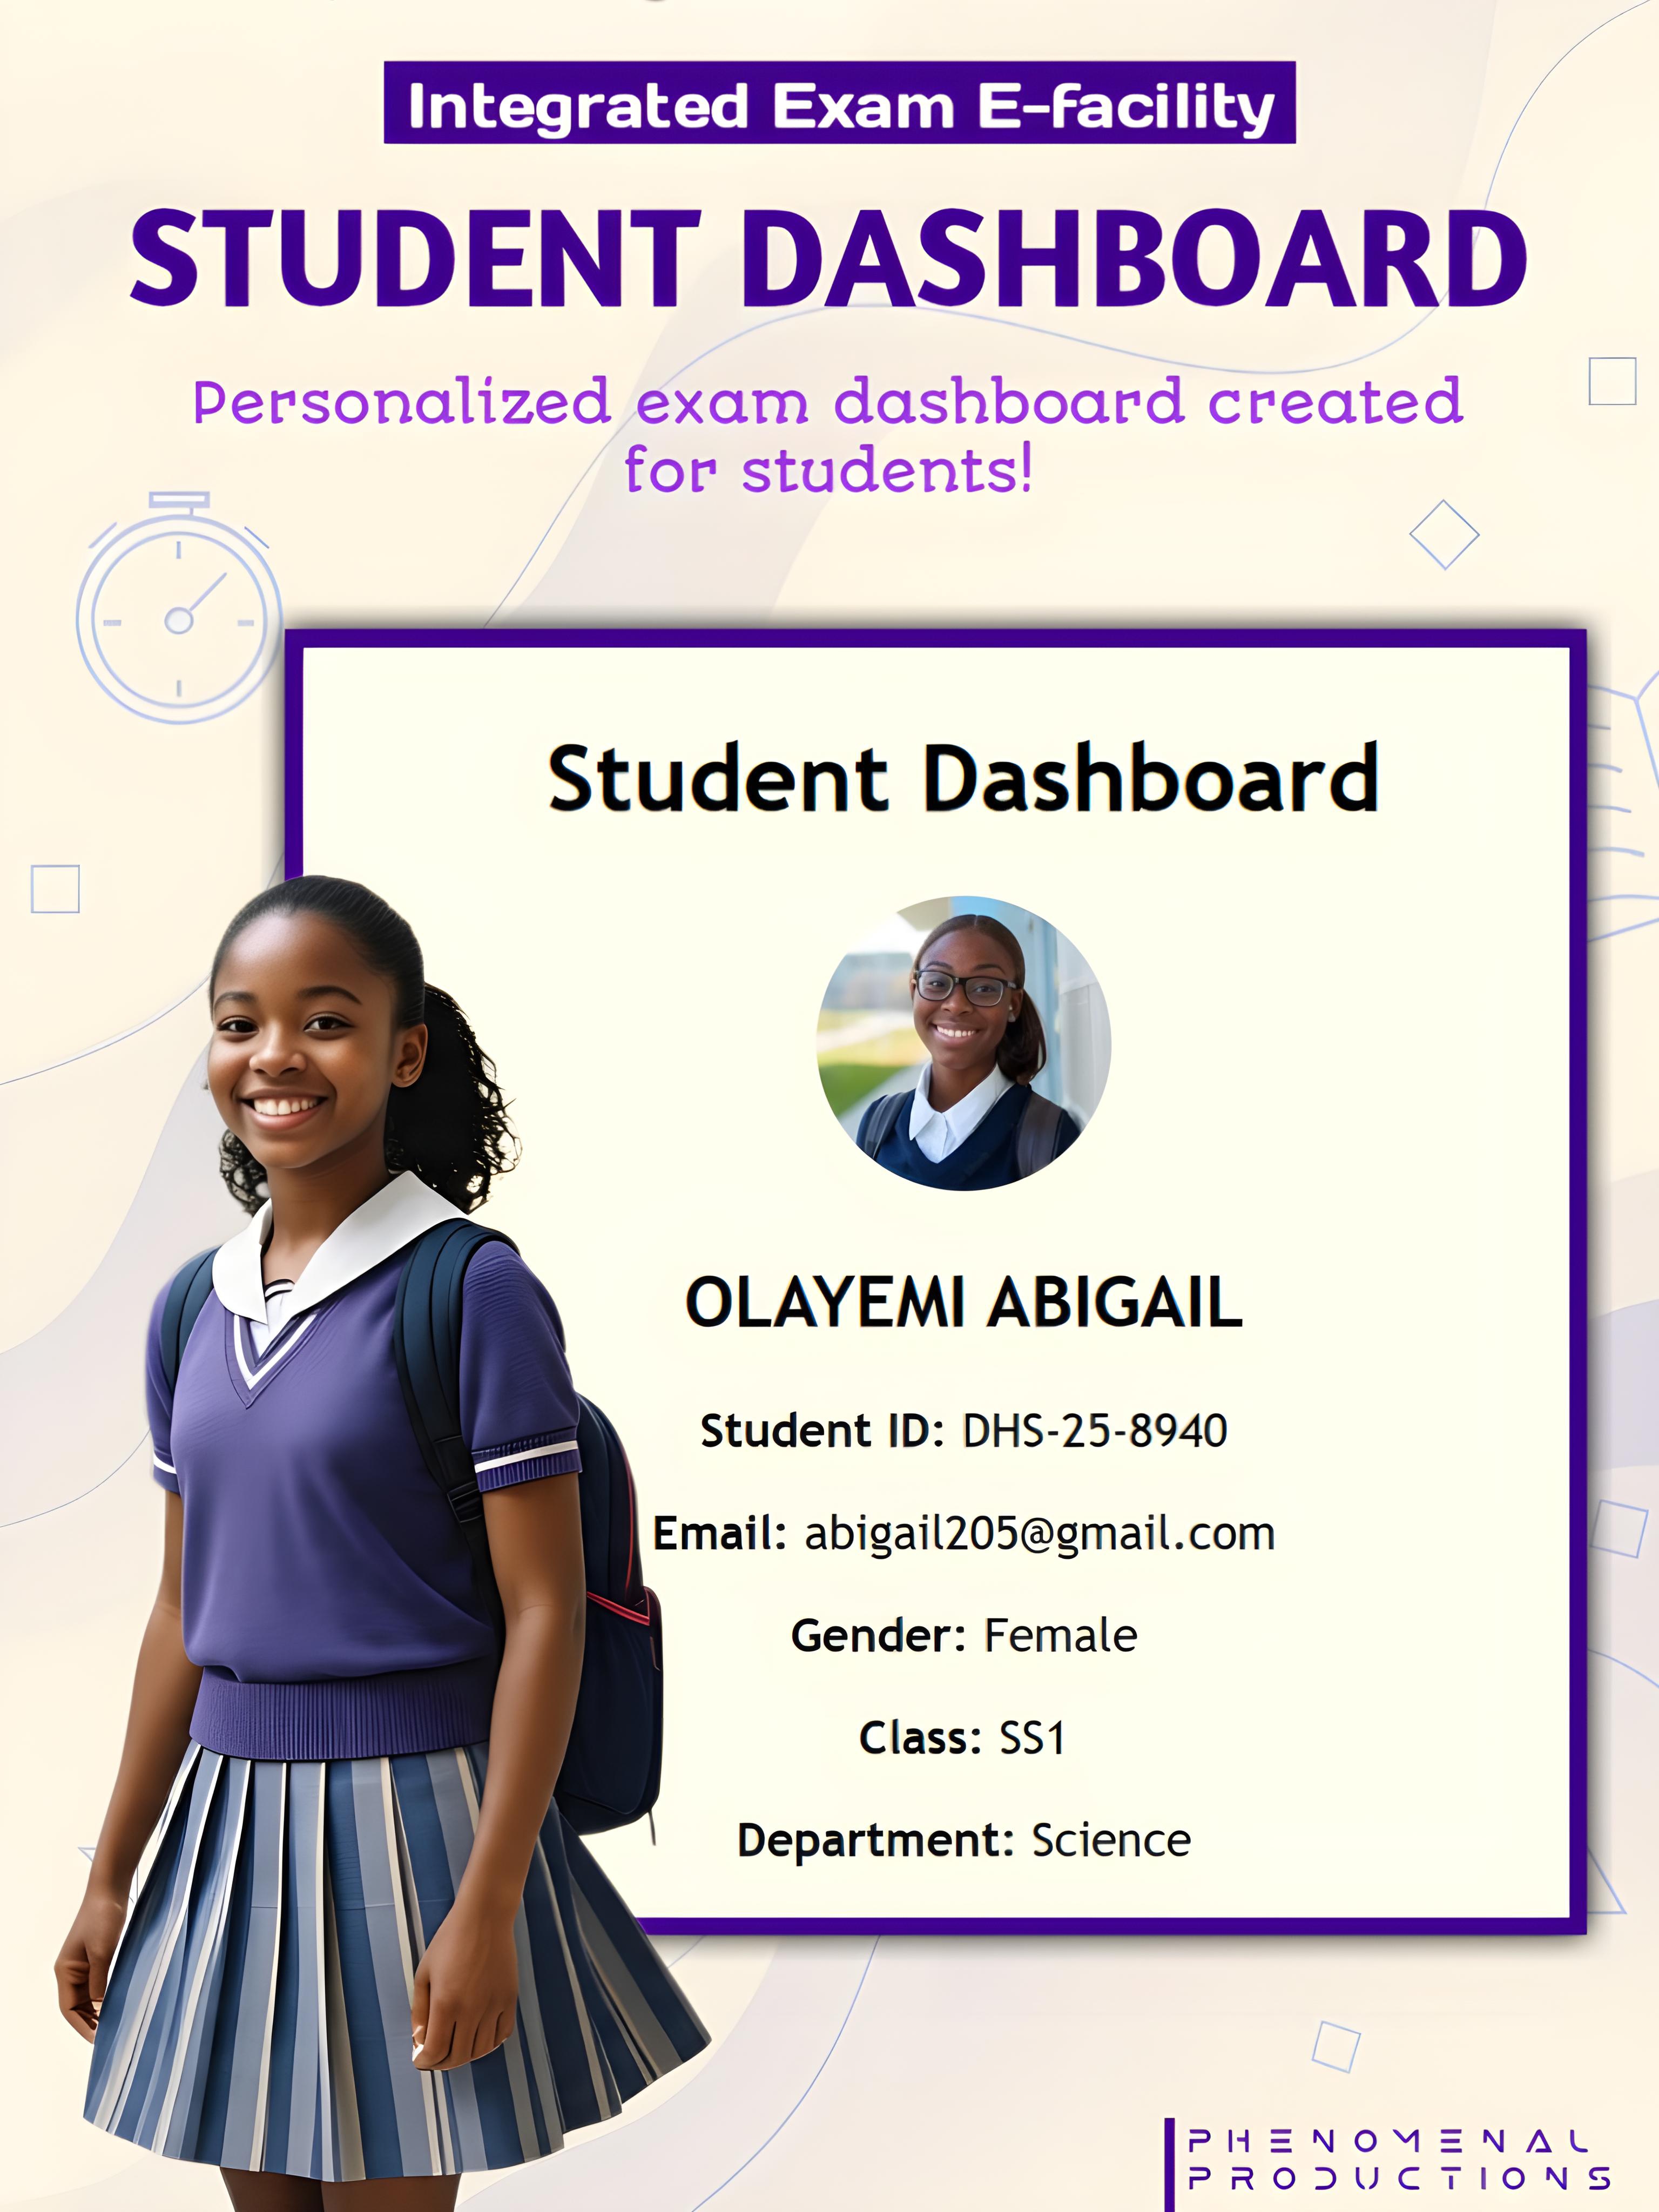 Integrated Exam E-facility
STUDENT DASHBOARD
Personalized exam dashboard created
for students!
Student Dashboard
OLAYEMI ABIGAIL
Student ID: DHS-25-8940
Email: abigail205@gmail.com
Gender: Female
Class: SS1
Department: Science
PHENOMENAL
PRODUCTIONS